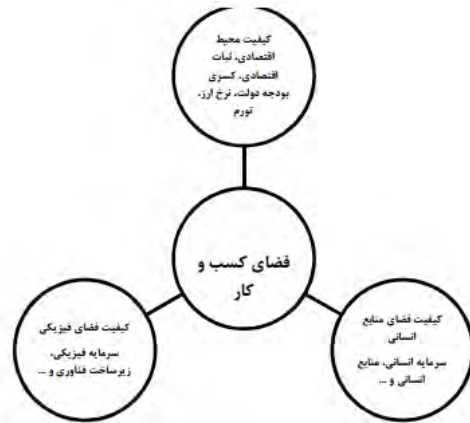 کیفیت محیط
اقتصادی، ثبات
اقتصادی، کسری
بودجه دولت، نرخ ارز،
تورم
فضای کسب و
کار
کیفیت فضای فیزیکی
سرمایه فیزیکی،
زیرساخت فناوری و ...
کیفیت فضای منابع
انسانی
سرمایه انسانی، منابع
انسانی و ...